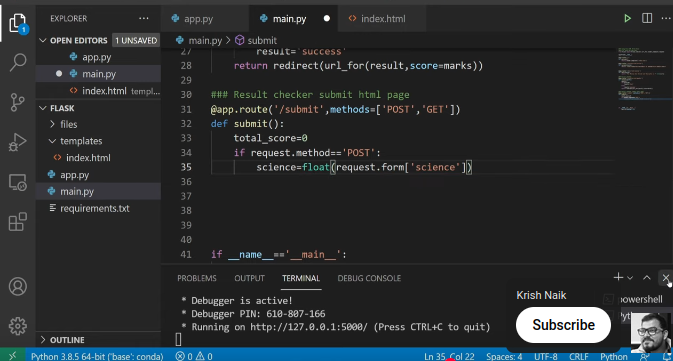 EXPLORER
app.py
main.py
index.html
OPEN EDITORS
1 UNSAVED
app.py
main.py
index.html templ...
FLASK
files
templates
index.html
app.py
main.py
requirements.txt
OUTLINE
main.py > submit
27 result='success'
28 return redirect(url_for(result,score=marks))
29
30 ### Result checker submit html page
31 @app.route('/submit',methods=['POST','GET'])
32 def submit():
33 total_score=0
34 if request.method=='POST':
35 science=float(request.form['science'])
36
37
38
39
40
41 if __name__=='__main__':
PROBLEMS OUTPUT TERMINAL DEBUG CONSOLE
powershell
* Debugger is active!
* Debugger PIN: 610-807-166
* Running on http://127.0.0.1:5000/ (Press CTRL+C to quit)
Krish Naik
Subscribe
1
Python 3.8.5 64-bit ('base': conda) 0 0 Ln 35, Col 22 Spaces: 4 UTF-8 CRLF Python